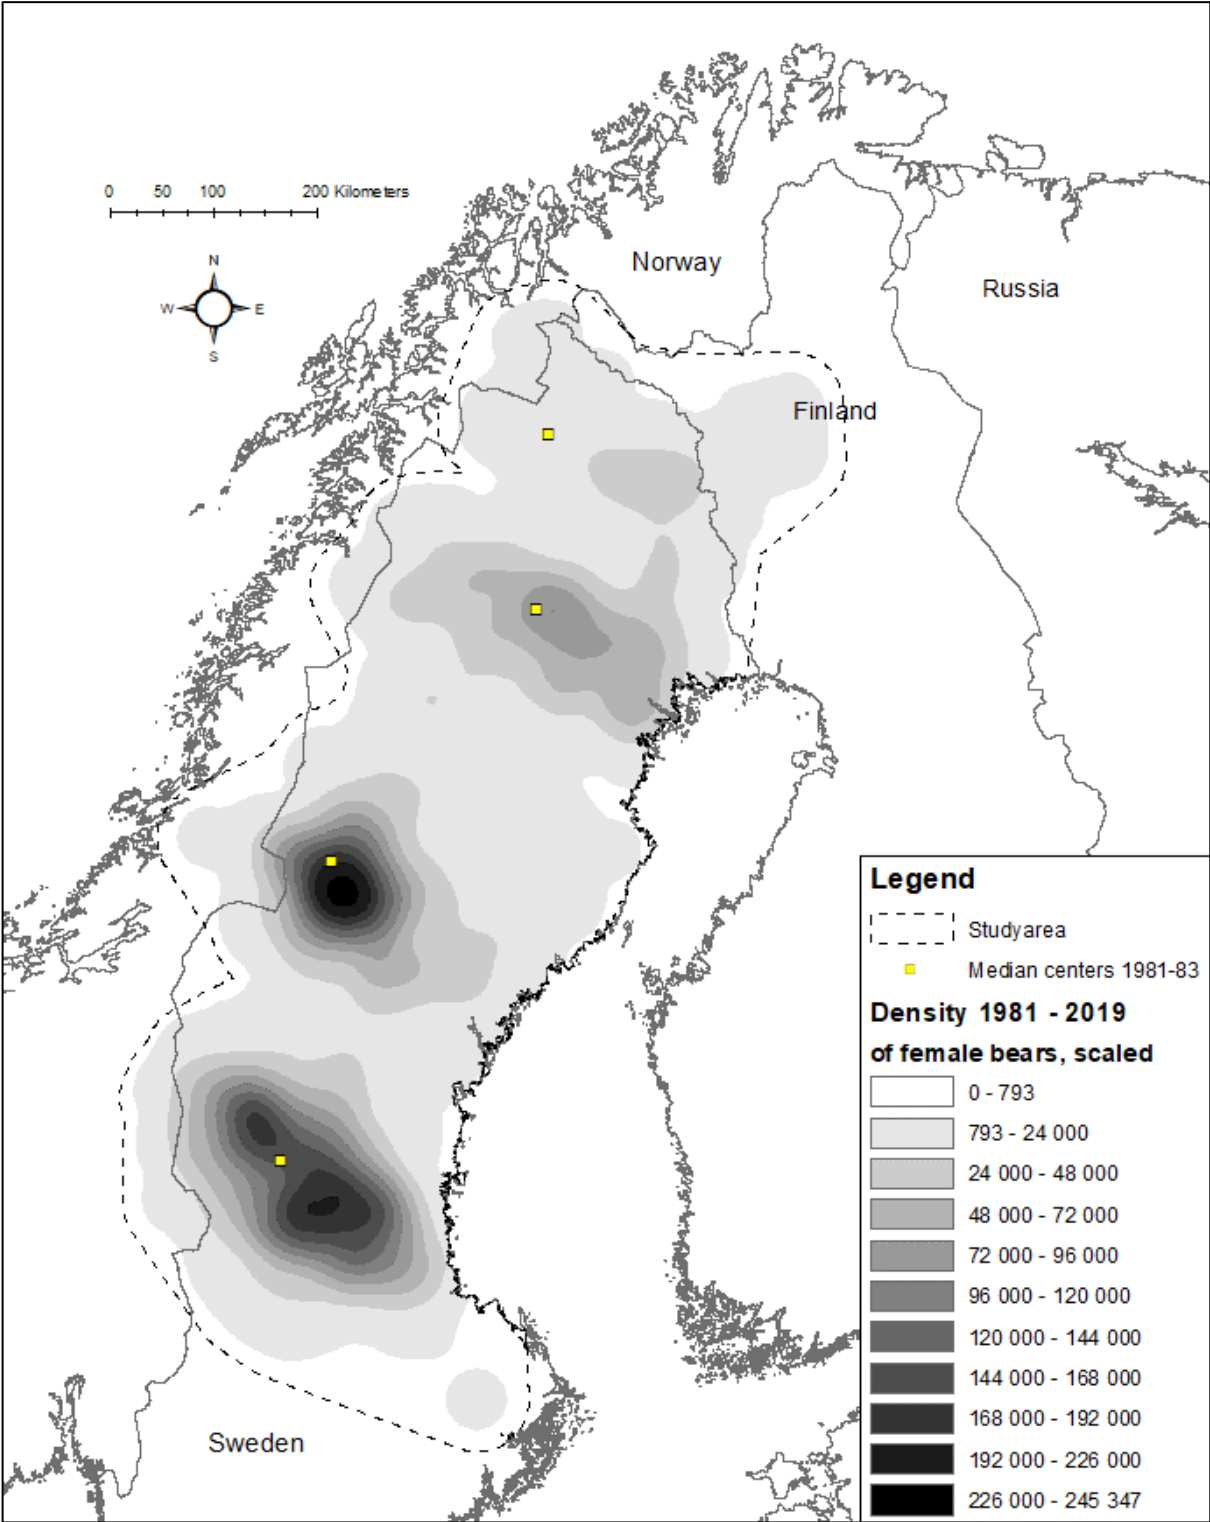 0 50 100 200 Kilometers
N
W E
S
Norway
Russia
Finland
Sweden
Legend
Studyarea
Median centers 1981-83
Density 1981 - 2019
of female bears, scaled
0 - 793
793 - 24 000
24 000 - 48 000
48 000 - 72 000
72 000 - 96 000
96 000 - 120 000
120 000 - 144 000
144 000 - 168 000
168 000 - 192 000
192 000 - 226 000
226 000 - 245 347